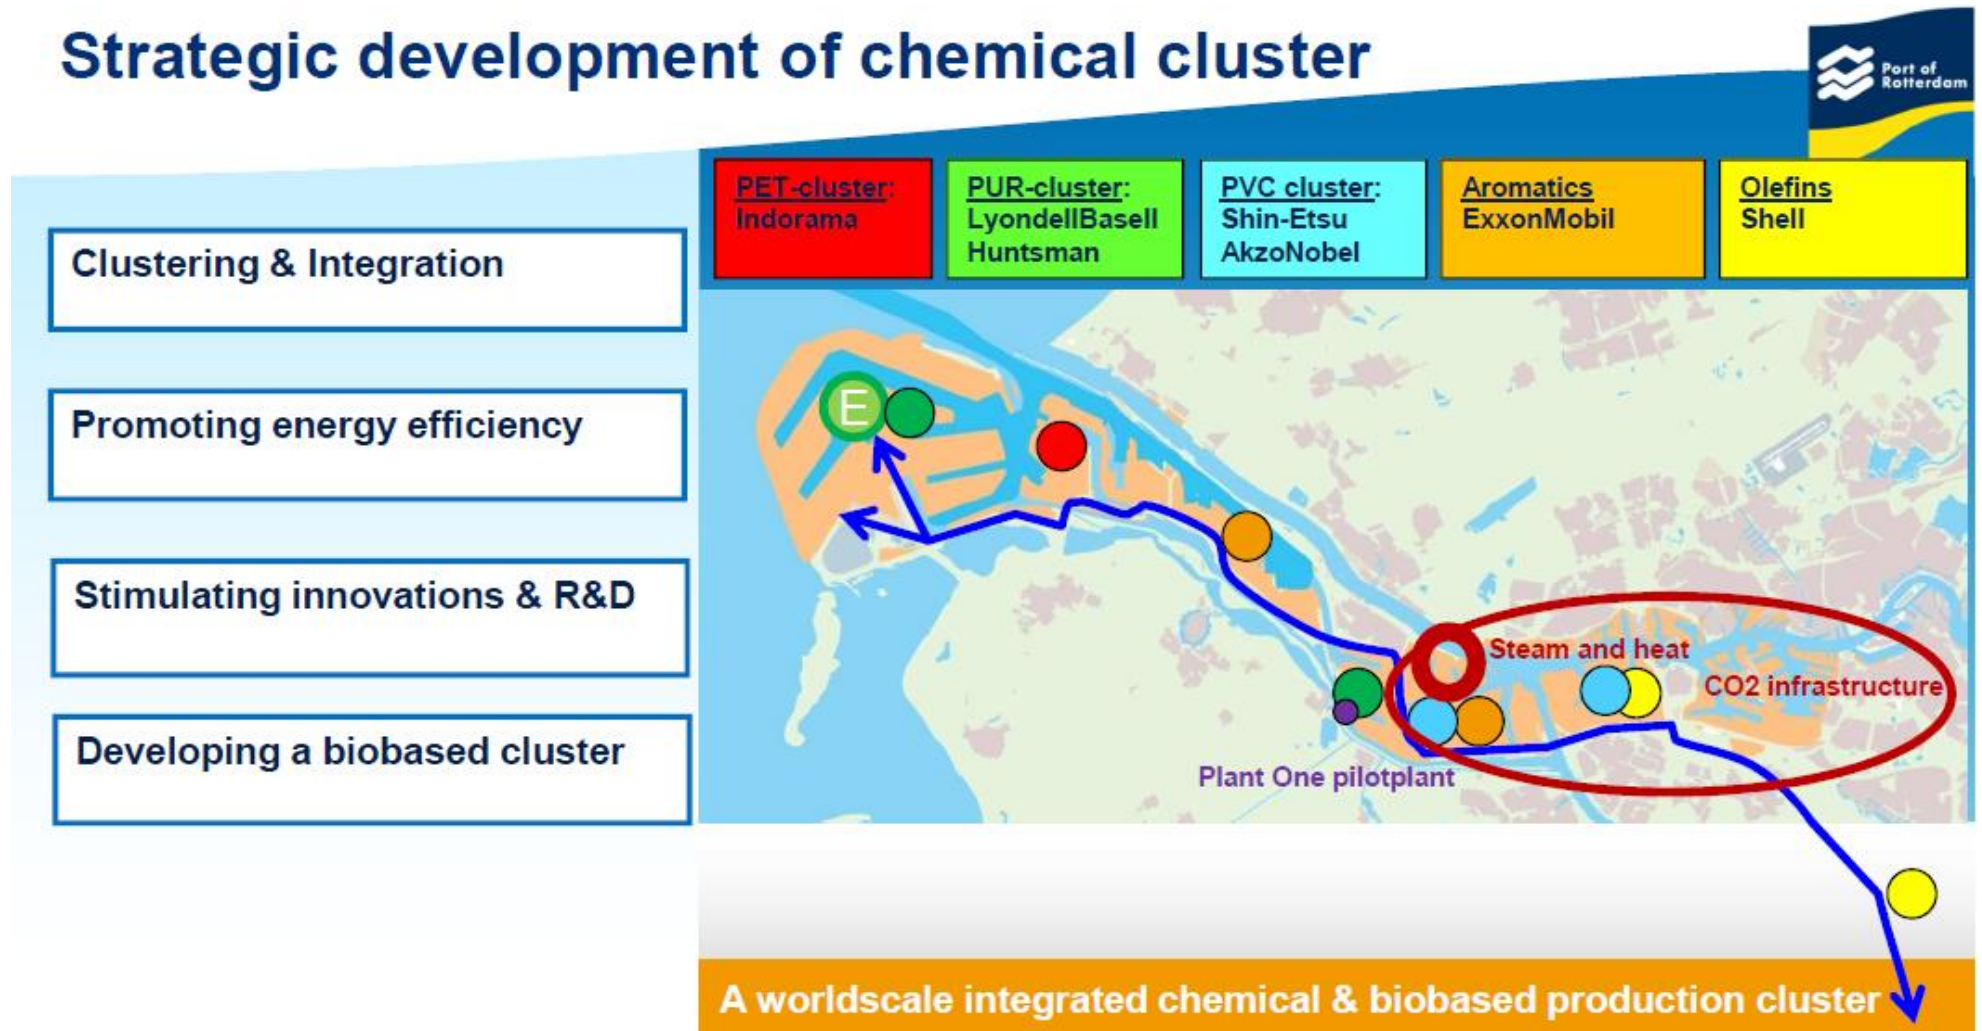 Strategic development of chemical cluster
Port of
Rotterdam
Clustering & Integration
Promoting energy efficiency
Stimulating innovations & R&D
Developing a biobased cluster
PET-cluster:
Indorama
PUR-cluster:
LyondellBasell
Huntsman
PVC cluster:
Shin-Etsu
AkzoNobel
Aromatics
ExxonMobil
Olefins
Shell
E
Steam and heat
CO2 infrastructure
Plant One pilotplant
A worldscale integrated chemical & biobased production cluster